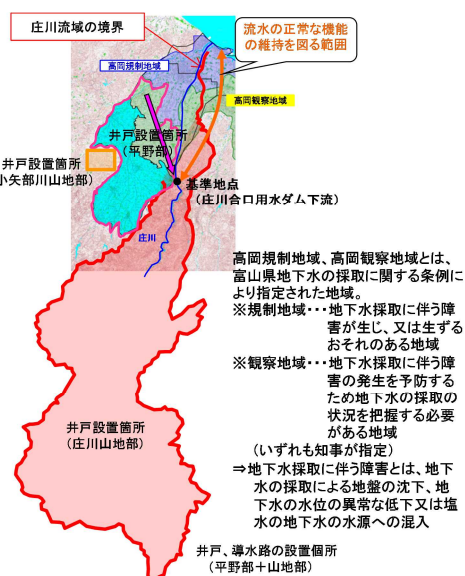 庄川流域の境界
流水の正常な機能
の維持を図る範囲
高岡規制地域
高岡観察地域
井戸設置箇所
(平野部)
井戸設置箇所
小矢部川山地部)
基準地点
(庄川合口用水ダム下流)
庄川
高岡規制地域、高岡観察地域とは、
富山県地下水の採取に関する条例に
より指定された地域。
※規制地域・・・地下水採取に伴う障
害が生じ、又は生ずる
おそれのある地域
※観察地域・・・地下水採取に伴う障
害の発生を予防する
ため地下水の採取の
状況を把握する必要
がある地域
(いずれも知事が指定)
⇒地下水採取に伴う障害とは、地下
水の採取による地盤の沈下、地
下水の水位の異常な低下又は塩
水の地下水の水源への混入
井戸設置箇所
(庄川山地部)
井戸、導水路の設置個所
(平野部+山地部)